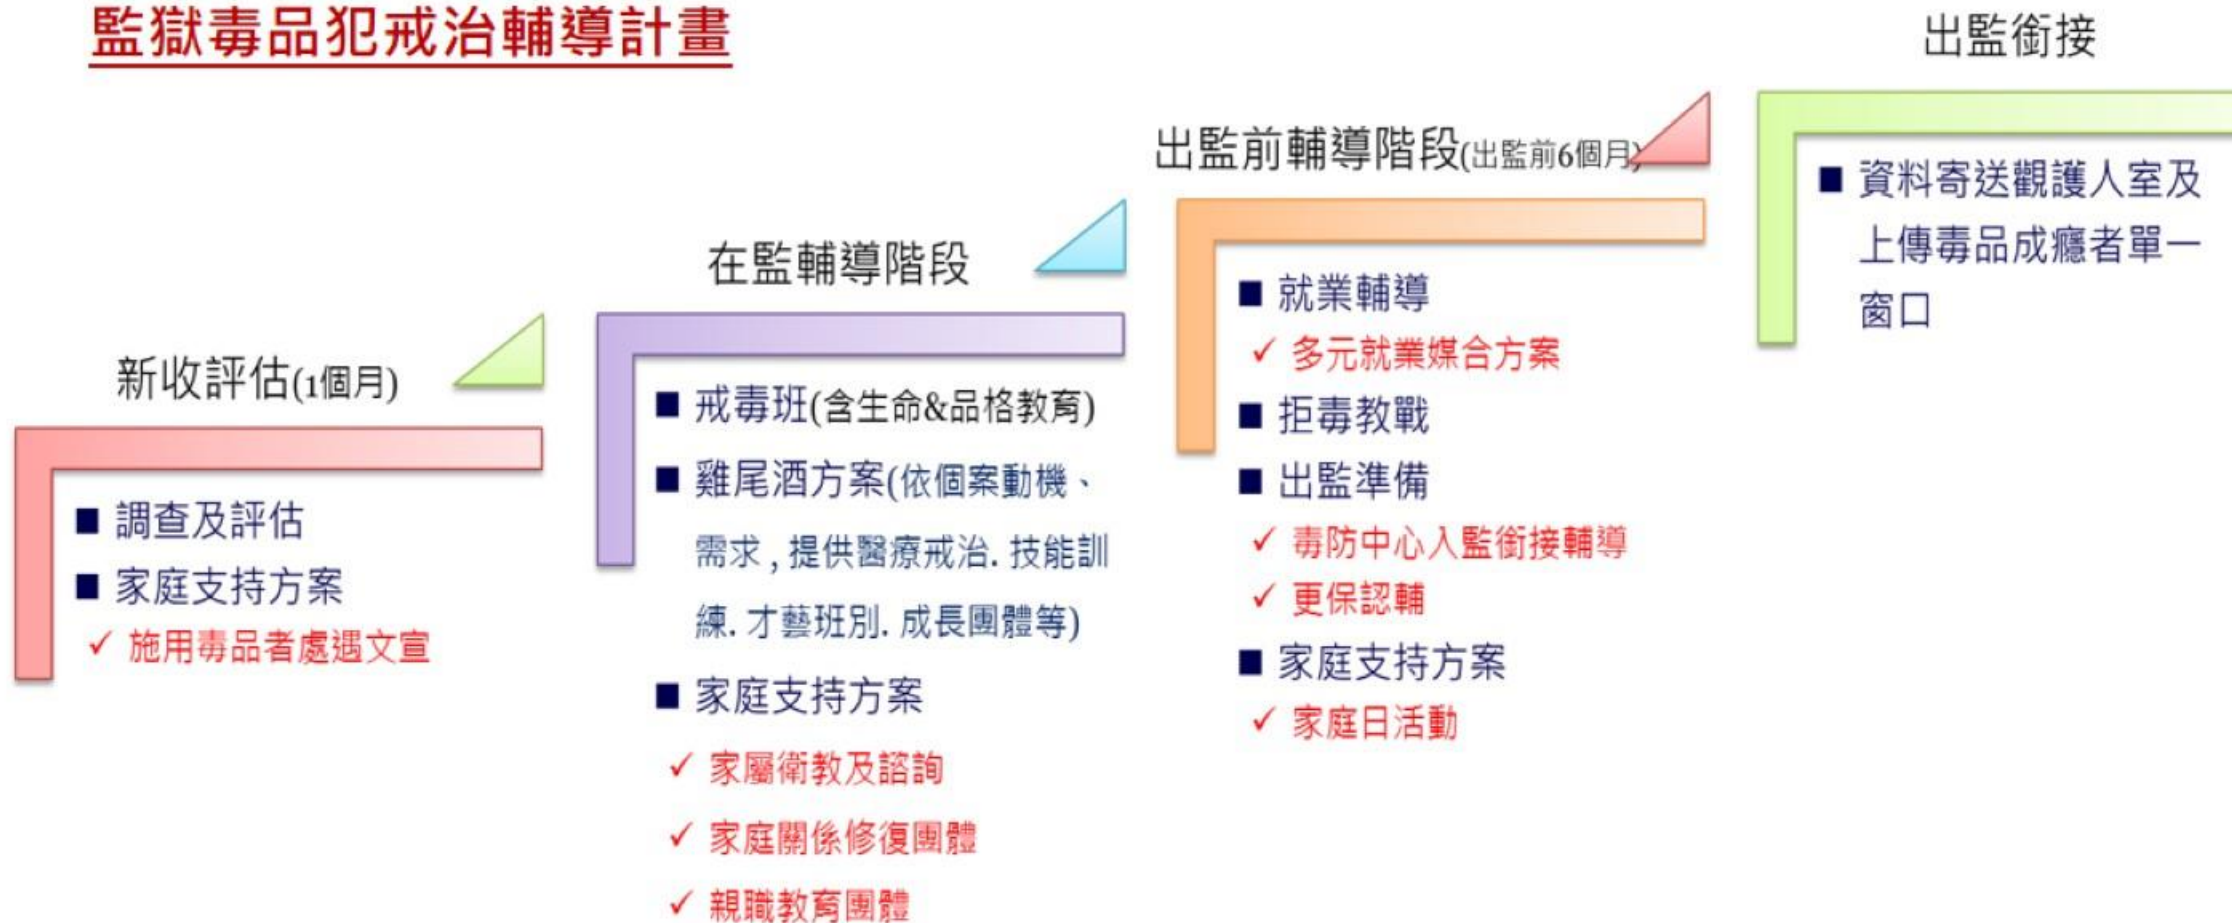 監獄毒品犯戒治輔導計畫
新收評估(1個月)
■ 調查及評估
■ 家庭支持方案
✓ 施用毒品者處遇文宣
在監輔導階段
■ 戒毒班(含生命&品格教育)
■ 雞尾酒方案(依個案動機、
需求,提供醫療戒治.技能訓
練.才藝班別.成長團體等)
■ 家庭支持方案
✓ 家屬衛教及諮詢
✓ 家庭關係修復團體
✓ 親職教育團體
出監前輔導階段(出監前6個月)
■ 就業輔導
✓ 多元就業媒合方案
■ 拒毒教戰
■ 出監準備
✓ 毒防中心入監銜接輔導
✓ 更保認輔
■ 家庭支持方案
✓ 家庭日活動
出監銜接
■ 資料寄送觀護人室及
上傳毒品成癮者單一
窗口